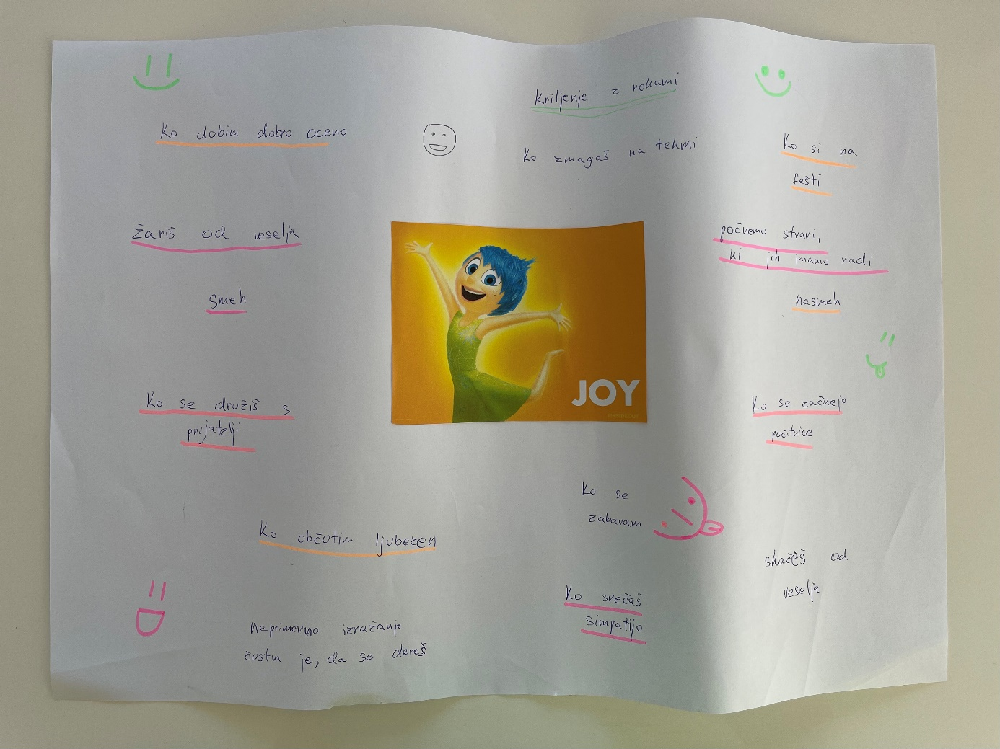 Kriljenje z rokami
Ko dobim dobro oceno
Ko zmagaš na tekmi
Ko si na
fešti
žariš od veselja
počnemo stvari,
ki jih imamo radi
smeh
nasmeh
JOY
Ko se družiš s
prijatelji
Ko se začnejo
počitnice
Ko se
zabavam
Ko občutim ljubezen
skačeš od
veselja
Ko srečaš
simpatijo
Neprimerno izražanje
čustva je, da se dereš